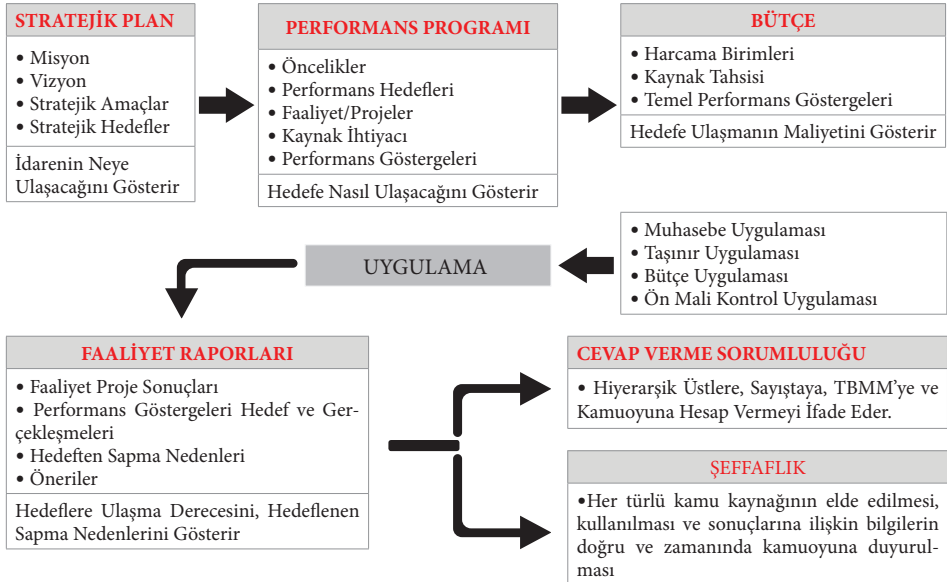 STRATEJİK PLAN
• Misyon
• Vizyon
• Stratejik Amaçlar
• Stratejik Hedefler
İdarenin Neye
Ulaşacağını Gösterir
PERFORMANS PROGRAMI
• Öncelikler
• Performans Hedefleri
• Faaliyet/Projeler
• Kaynak İhtiyacı
• Performans Göstergeleri
Hedefe Nasıl Ulaşacağını Gösterir
BÜTÇE
• Harcama Birimleri
• Kaynak Tahsisi
• Temel Performans Göstergeleri
Hedefe Ulaşmanın Maliyetini Gösterir
• Muhasebe Uygulaması
• Taşınır Uygulaması
• Bütçe Uygulaması
• Ön Mali Kontrol Uygulaması
UYGULAMA
FAALİYET RAPORLARI
• Faaliyet Proje Sonuçları
• Performans Göstergeleri Hedef ve Ger-
çekleşmeleri
• Hedeften Sapma Nedenleri
• Öneriler
Hedeflere Ulaşma Derecesini, Hedeflenen
Sapma Nedenlerini Gösterir
CEVAP VERME SORUMLULUĞU
• Hiyerarşik Üstlere, Sayıştaya, TBMM’ye ve
Kamuoyuna Hesap Vermeyi İfade Eder.
ŞEFFAFLIK
•Her türlü kamu kaynağının elde edilmesi,
kullanılması ve sonuçlarına ilişkin bilgilerin
doğru ve zamanında kamuoyuna duyurul-
ması